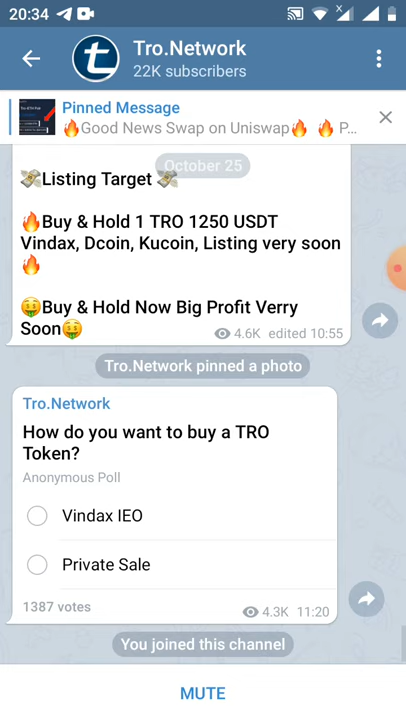 20:34
Tro.Network
22K subscribers
Pinned Message
🔥Good News Swap on Uniswap🔥 🔥 P...
October 25
💸Listing Target 💸
🔥Buy & Hold 1 TRO 1250 USDT
Vindax, Dcoin, Kucoin, Listing very soon
🔥
🤑Buy & Hold Now Big Profit Verry
Soon🤑
4.6K edited 10:55
Tro.Network pinned a photo
Tro.Network
How do you want to buy a TRO
Token?
Anonymous Poll
Vindax IEO
Private Sale
1387 votes
4.3K 11:20
You joined this channel
MUTE